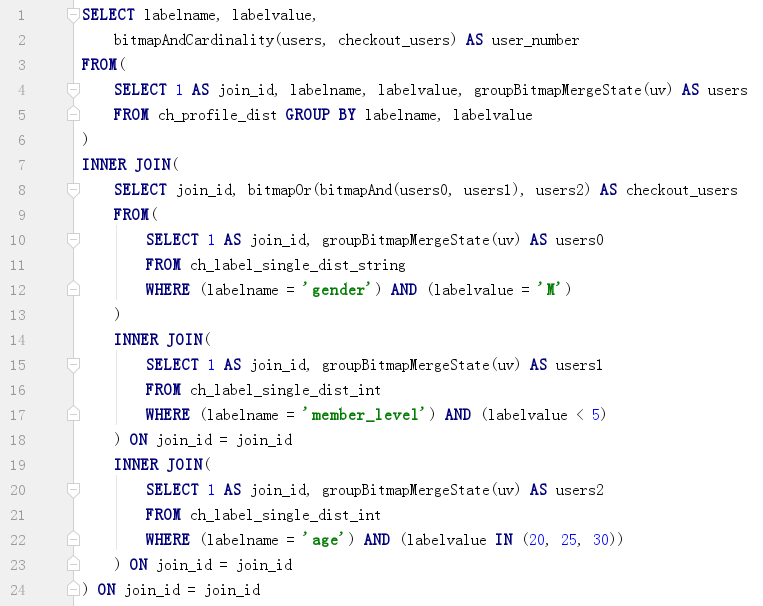 1 SELECT labelname, labelvalue,
2 bitmapAndCardinality(users, checkout_users) AS user_number
3 FROM(
4 SELECT 1 AS join_id, labelname, labelvalue, groupBitmapMergeState(uv) AS users
5 FROM ch_profile_dist GROUP BY labelname, labelvalue
6 )
7 INNER JOIN(
8 SELECT join_id, bitmapOr(bitmapAnd(users0, users1), users2) AS checkout_users
9 FROM(
10 SELECT 1 AS join_id, groupBitmapMergeState(uv) AS users0
11 FROM ch_label_single_dist_string
12 WHERE (labelname = 'gender') AND (labelvalue = 'M')
13 )
14 INNER JOIN(
15 SELECT 1 AS join_id, groupBitmapMergeState(uv) AS users1
16 FROM ch_label_single_dist_int
17 WHERE (labelname = 'member_level') AND (labelvalue < 5)
18 ) ON join_id = join_id
19 INNER JOIN(
20 SELECT 1 AS join_id, groupBitmapMergeState(uv) AS users2
21 FROM ch_label_single_dist_int
22 WHERE (labelname = 'age') AND (labelvalue IN (20, 25, 30))
23 ) ON join_id = join_id
24 ) ON join_id = join_id